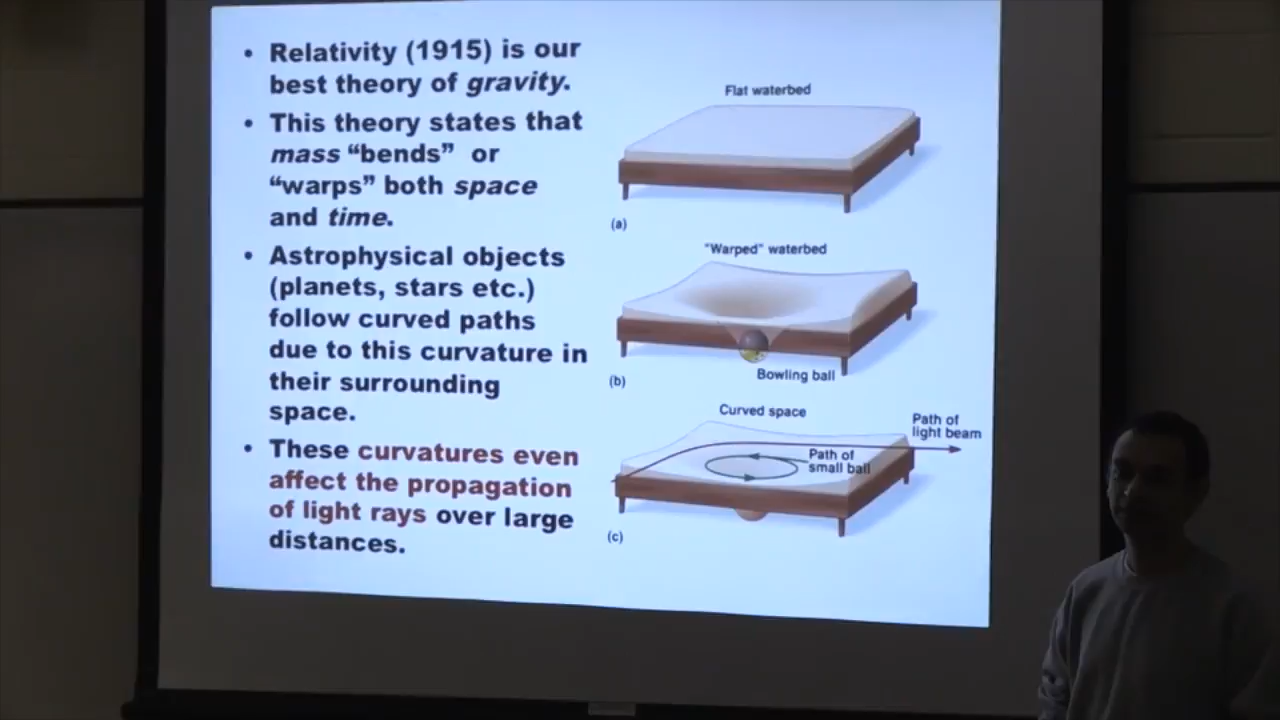 • Relativity (1915) is our
best theory of gravity.
• This theory states that
mass “bends” or
“warps” both space
and time.
• Astrophysical objects
(planets, stars etc.)
follow curved paths
due to this curvature in
their surrounding
space.
• These curvatures even
affect the propagation
of light rays over large
distances.
Flat waterbed
(a)
"Warped" waterbed
Bowling ball
(b)
Curved space
Path of
light beam
Path of
small ball
(c)